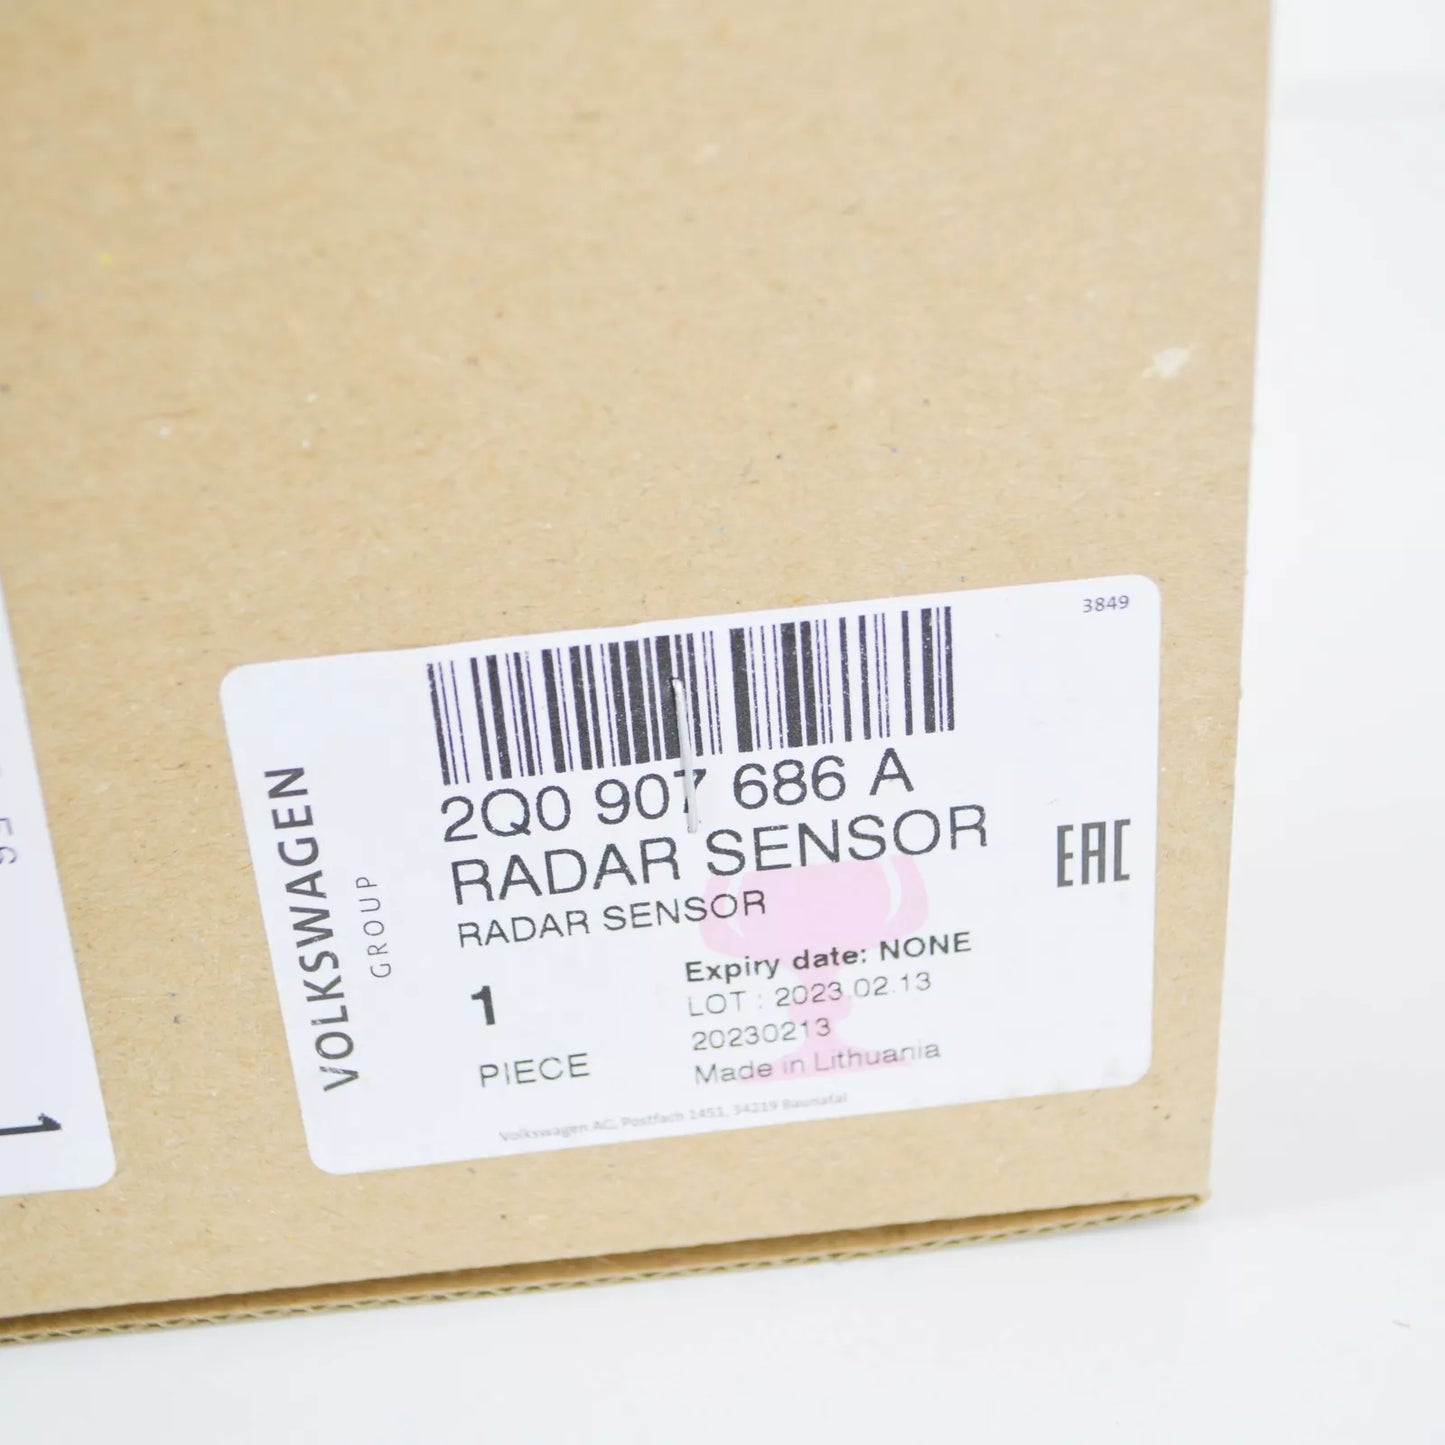 3849
2Q0 907 686 A
RADAR SENSOR
RADAR SENSOR
EAC
VOLKSWAGEN
GROUP
1
PIECE
Expiry date: NONE
LOT : 2023.02.13
20230213
Made in Lithuania
Volkswagen AG, Postfach 1451, 34219 Baunatal
1